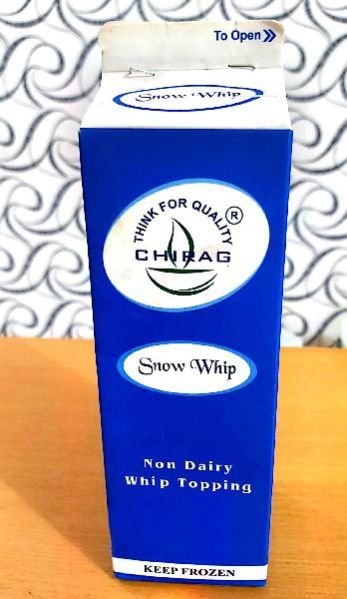 To Open >>
Snow Whip
THINK FOR QUALITY ®
CHIRAG
Snow Whip
Non Dairy
Whip Topping
KEEP FROZEN